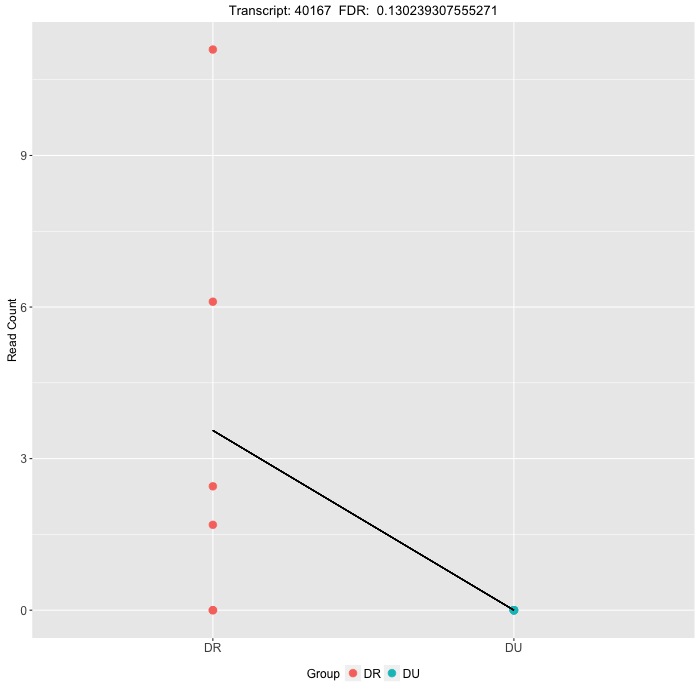 Transcript: 40167  FDR:  0.130239307555271
9
6
3
0
Read Count
DR
DU
Group DR DU